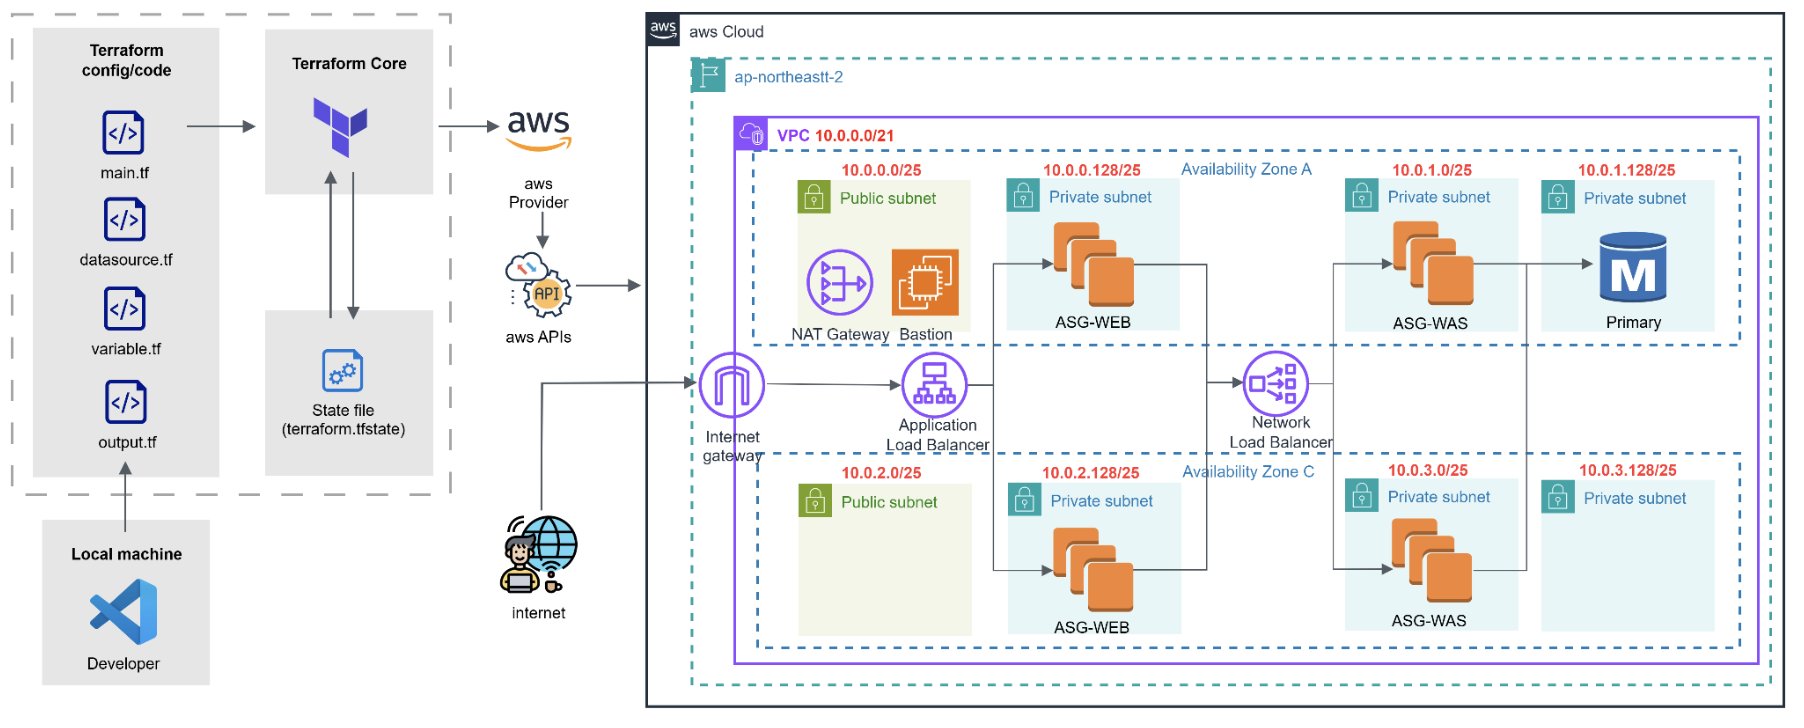 Terraform
config/code
main.tf
datasource.tf
variable.tf
output.tf
Terraform Core
State file
(terraform.tfstate)
Local machine
Developer
aws
aws
Provider
API
aws APIs
internet
aws
aws Cloud
ap-northeastt-2
VPC 10.0.0.0/21
Availability Zone A
10.0.0.0/25
Public subnet
NAT Gateway
Bastion
10.0.0.128/25
Private subnet
ASG-WEB
10.0.1.0/25
Private subnet
ASG-WAS
10.0.1.128/25
Private subnet
M
Primary
Internet
gateway
Application
Load Balancer
Network
Load Balancer
Availability Zone C
10.0.2.0/25
Public subnet
10.0.2.128/25
Private subnet
ASG-WEB
10.0.3.0/25
Private subnet
ASG-WAS
10.0.3.128/25
Private subnet